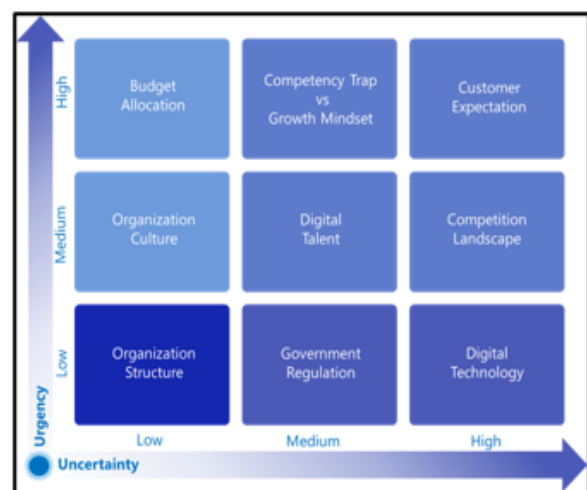 High
Budget
Allocation
Competency Trap
vs
Growth Mindset
Customer
Expectation
Medium
Organization
Culture
Digital
Talent
Competition
Landscape
Low
Organization
Structure
Government
Regulation
Digital
Technology
Urgency
Low
Medium
High
Uncertainty